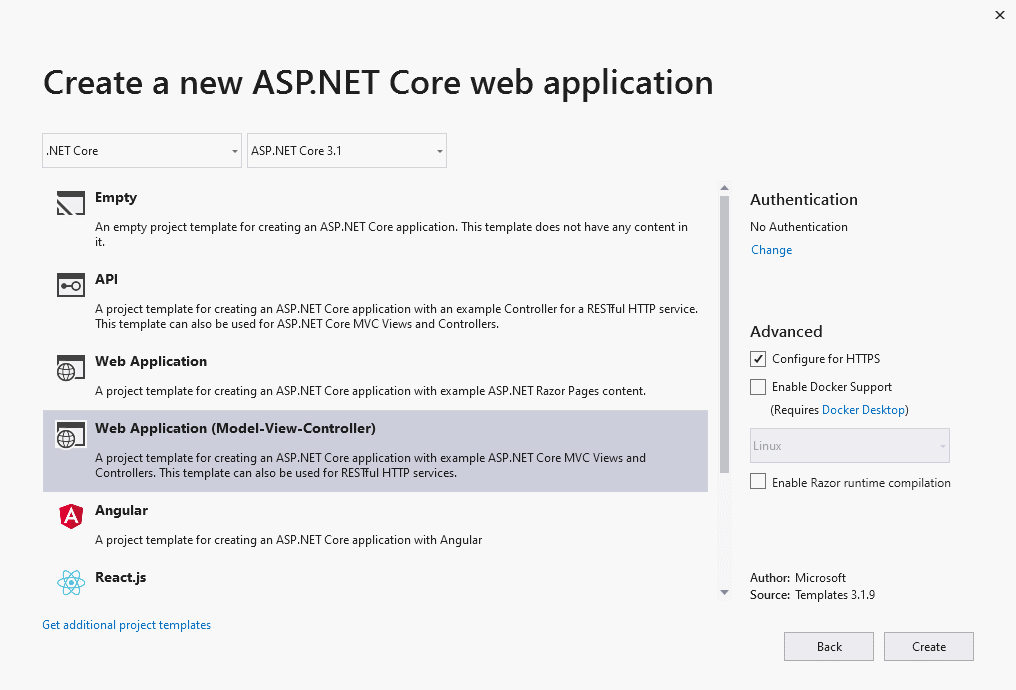 Create a new ASP.NET Core web application
.NET Core
ASP.NET Core 3.1
Empty
An empty project template for creating an ASP.NET Core application. This template does not have any content in
it.
API
A project template for creating an ASP.NET Core application with an example Controller for a RESTful HTTP service.
This template can also be used for ASP.NET Core MVC Views and Controllers.
Web Application
A project template for creating an ASP.NET Core application with example ASP.NET Razor Pages content.
Web Application (Model-View-Controller)
A project template for creating an ASP.NET Core application with example ASP.NET Core MVC Views and
Controllers. This template can also be used for RESTful HTTP services.
Angular
A project template for creating an ASP.NET Core application with Angular
React.js
Get additional project templates
Authentication
No Authentication
Change
Advanced
Configure for HTTPS
Enable Docker Support
(Requires Docker Desktop)
Linux
Enable Razor runtime compilation
Author: Microsoft
Source: Templates 3.1.9
Back
Create